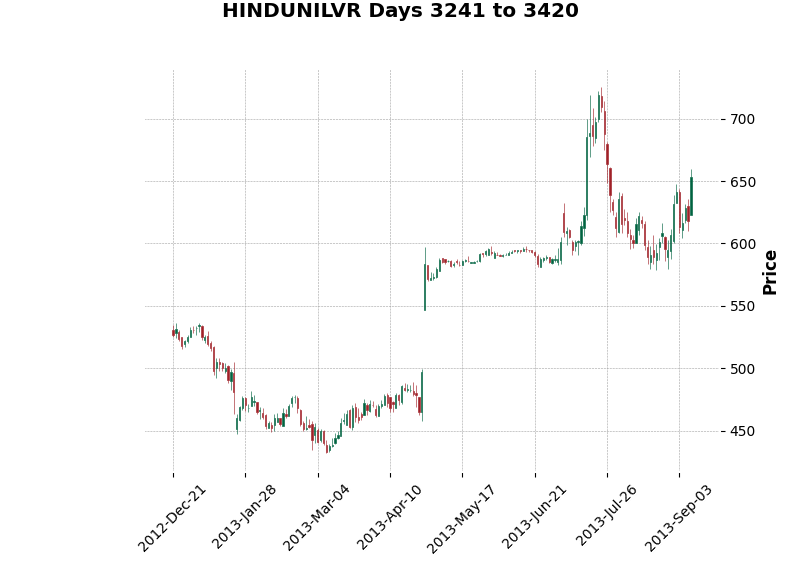 HINDUNILVR Days 3241 to 3420
700
650
600
550
500
450
Price
2012-Dec-21
2013-Jan-28
2013-Mar-04
2013-Apr-10
2013-May-17
2013-Jun-21
2013-Jul-26
2013-Sep-03